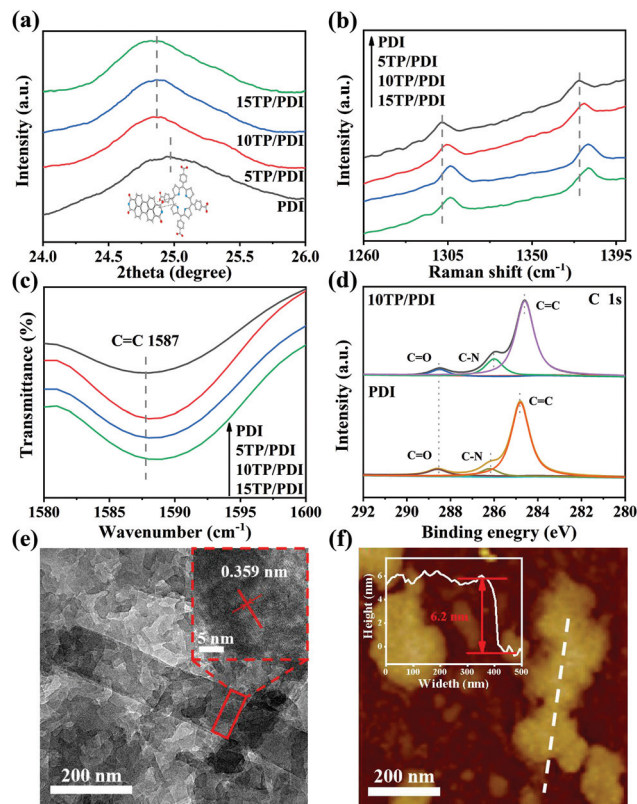 (a)
Intensity (a.u.)
15TP/PDI
10TP/PDI
5TP/PDI
PDI
24.0 24.5 25.0 25.5 26.0
2theta (degree)
(b)
Intensity (a.u.)
PDI
5TP/PDI
10TP/PDI
15TP/PDI
1260 1305 1350 1395
Raman shift (cm-1)
(c)
Transmittance (%)
C=C 1587
PDI
5TP/PDI
10TP/PDI
15TP/PDI
1580 1585 1590 1595 1600
Wavenumber (cm-1)
(d)
Intensity (a.u.)
10TP/PDI
C 1s
C=C
C=O
C-N
PDI
C=C
C=O
C-N
292 290 288 286 284 282 280
Binding enegry (eV)
(e)
0.359 nm
5 nm
200 nm
(f)
Height (nm)
6
4
2
0
6.2 nm
0 100 200 300 400 500
Wideth (nm)
200 nm